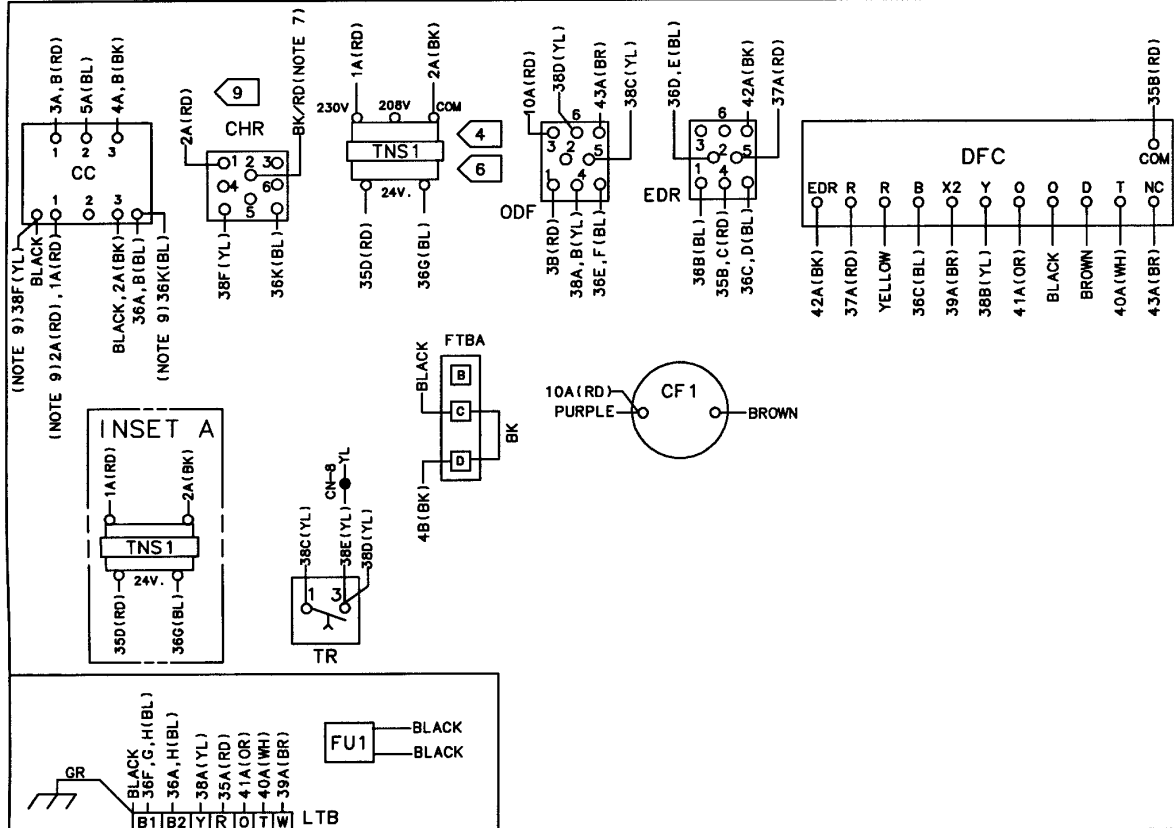 3A,B(RD)
5A(BL)
4A,B(BK)
1
2
3
CC
1
2
3
(NOTE 9)38F(YL)
BLACK
(NOTE 9)2A(RD),1A(RD)
BLACK,2A(BK)
36A,B(BL)
(NOTE 9)36K(BL)
9
CHR
2A(RD)
BK/RD(NOTE 7)
1
2
3
4
6
5
38F(YL)
36K(BL)
1A(RD)
2A(BK)
230V
208V
COM
TNS1
24V.
35D(RD)
36G(BL)
4
6
10A(RD)
38D(YL)
43A(BR)
38C(YL)
3
6
2
5
1
4
ODF
3B(RD)
38A,B(YL)
36E,F(BL)
36D,E(BL)
42A(BK)
37A(RD)
3
6
2
5
1
4
EDR
36B(BL)
35B,C(RD)
36C,D(BL)
DFC
35B(RD)
COM
EDR
R
R
B
X2
Y
O
O
D
T
NC
42A(BK)
37A(RD)
YELLOW
36C(BL)
39A(BR)
38B(YL)
41A(OR)
BLACK
BROWN
40A(WH)
43A(BR)
FTBA
BLACK
B
C
D
BK
4B(BK)
10A(RD)
PURPLE
CF1
BROWN
INSET A
1A(RD)
2A(BK)
TNS1
24V.
35D(RD)
36G(BL)
CN-8
YL
38C(YL)
38E(YL)
38D(YL)
1
3
TR
BLACK
36F,G,H(BL)
36A,H(BL)
38A(YL)
35A(RD)
41A(OR)
40A(WH)
39A(BR)
FU1
BLACK
BLACK
GR
B1
B2
Y
R
O
T
W
LTB